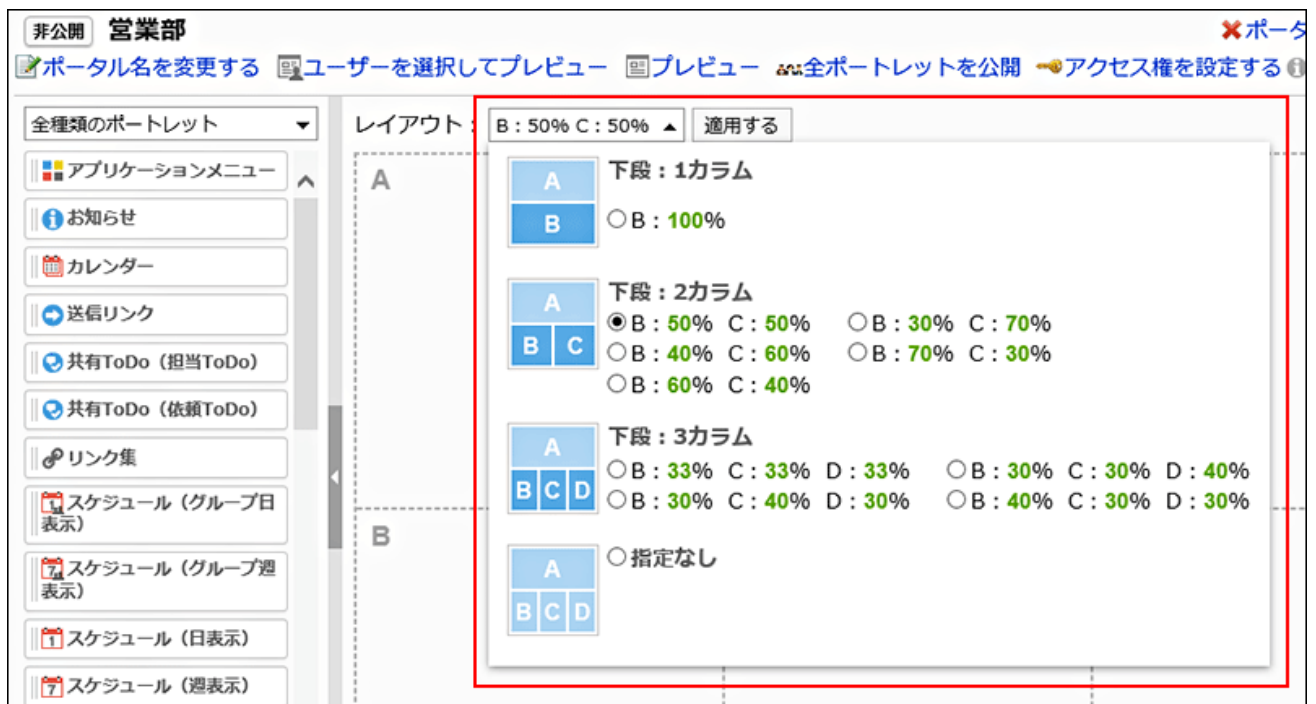 非公開 営業部
ポータ
ポータル名を変更する ユーザーを選択してプレビュー プレビュー 全ポートレットを公開 アクセス権を設定する
全種類のポートレット
レイアウト: B:50% C:50% 適用する
アプリケーションメニュー
お知らせ
カレンダー
送信リンク
共有ToDo(担当ToDo)
共有ToDo(依頼ToDo)
リンク集
スケジュール(グループ日
表示)
スケジュール(グループ週
表示)
スケジュール(日表示)
スケジュール(週表示)
A
B
A
B
下段:1カラム
B:100%
A
B C
下段:2カラム
B:50% C:50% B:30% C:70%
B:40% C:60% B:70% C:30%
B:60% C:40%
A
B C D
下段:3カラム
B:33% C:33% D:33% B:30% C:30% D:40%
B:30% C:40% D:30% B:40% C:30% D:30%
A
B C D
指定なし